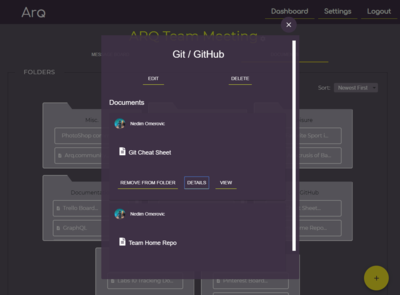 Arq
Dashboard
Settings
Logout
ARQ Team Meeting
Git / GitHub
EDIT
DELETE
FOLDERS
Sort:
Newest First
Documents
Nedim Omerovic
Git Cheat Sheet
REMOVE FROM FOLDER
DETAILS
VIEW
Nedim Omerovic
Team Home Repo
+